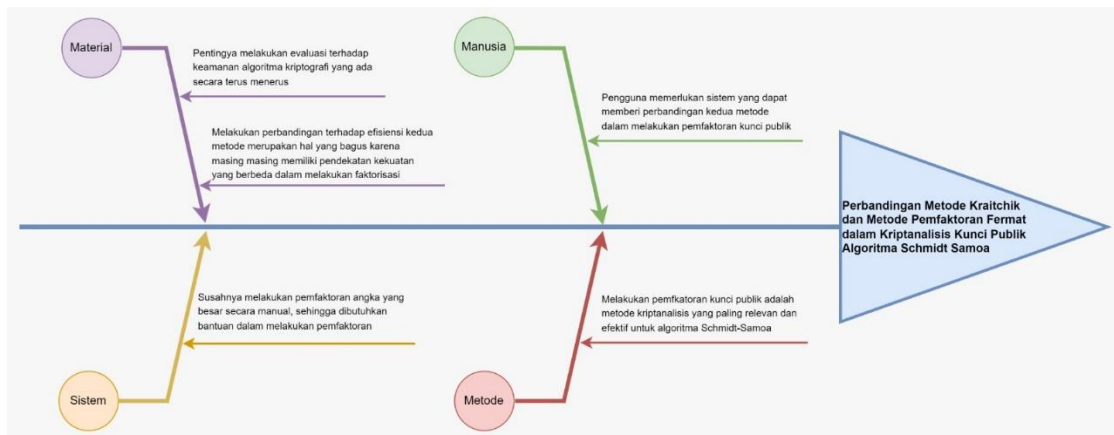 Material
Pentingya melakukan evaluasi terhadap
keamanan algoritma kriptografi yang ada
secara terus menerus
Melakukan perbandingan terhadap efisiensi kedua
metode merupakan hal yang bagus karena
masing masing memiliki pendekatan kekuatan
yang berbeda dalam melakukan faktorisasi
Manusia
Pengguna memerlukan sistem yang dapat
memberi perbandingan kedua metode
dalam melakukan pemfaktoran kunci publik
Perbandingan Metode Kraitchik
dan Metode Pemfaktoran Fermat
dalam Kriptanalisis Kunci Publik
Algoritma Schmidt Samoa
Susahnya melakukan pemfaktoran angka yang
besar secara manual, sehingga dibutuhkan
bantuan dalam melakukan pemfaktoran
Sistem
Melakukan pemfkatoran kunci publik adalah
metode kriptanalisis yang paling relevan dan
efektif untuk algoritma Schmidt-Samoa
Metode